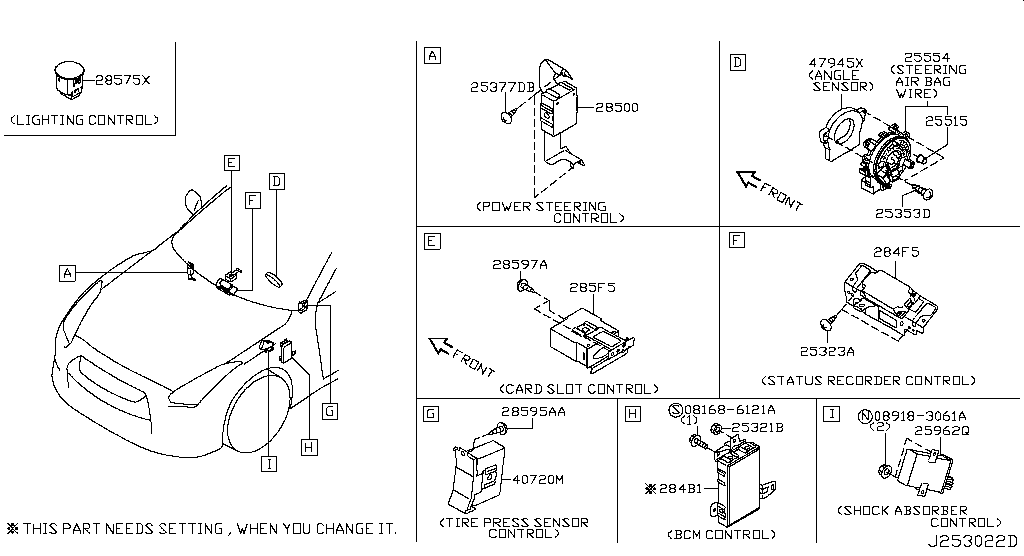 28575X
(LIGHTING CONTROL)
E
D
F
A
G
H
I
※ THIS PART NEEDS SETTING , WHEN YOU CHANGE IT.
A
25377DB
28500
(POWER STEERING
CONTROL)
D
47945X
(ANGLE
SENSOR)
25554
(STEERING
AIR BAG
WIRE)
25515
FRONT
25353D
E
28597A
285F5
FRONT
(CARD SLOT CONTROL)
F
284F5
25323A
(STATUS RECORDER CONTROL)
G
28595AA
40720M
(TIRE PRESS SENSOR
CONTROL)
H
Ⓢ08168-6121A
(1)
25321B
※284B1
(BCM CONTROL)
I
Ⓝ08918-3061A
(2)
25962Q
(SHOCK ABSORBER
CONTROL)
J253022D